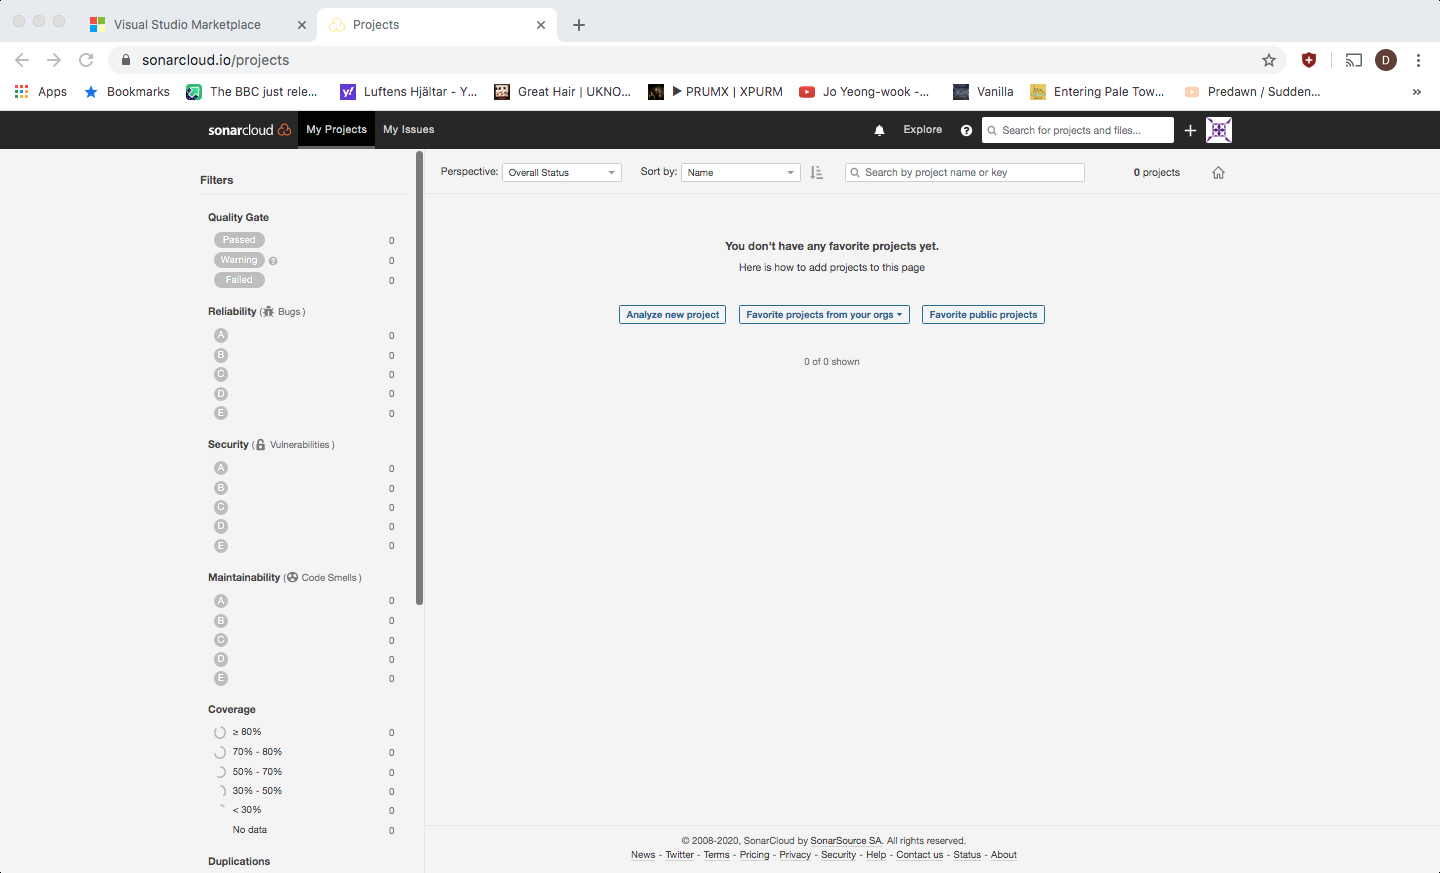 Visual Studio Marketplace
Projects
sonarcloud.io/projects
D
Apps
Bookmarks
The BBC just rele...
Luftens Hjältar - Y...
Great Hair | UKNO...
▶ PRUMX | XPURM
Jo Yeong-wook -...
Vanilla
Entering Pale Tow...
Predawn / Sudden...
»
sonarcloud
My Projects
My Issues
Explore
Search for projects and files...
Filters
Perspective: Overall Status
Sort by: Name
Search by project name or key
0 projects
Quality Gate
Passed 0
Warning ? 0
Failed 0
Reliability ( Bugs )
A 0
B 0
C 0
D 0
E 0
Security ( Vulnerabilities )
A 0
B 0
C 0
D 0
E 0
Maintainability ( Code Smells )
A 0
B 0
C 0
D 0
E 0
Coverage
≥ 80% 0
70% - 80% 0
50% - 70% 0
30% - 50% 0
< 30% 0
No data 0
Duplications
You don't have any favorite projects yet.
Here is how to add projects to this page
Analyze new project
Favorite projects from your orgs
Favorite public projects
0 of 0 shown
© 2008-2020, SonarCloud by SonarSource SA. All rights reserved.
News - Twitter - Terms - Pricing - Privacy - Security - Help - Contact us - Status - About